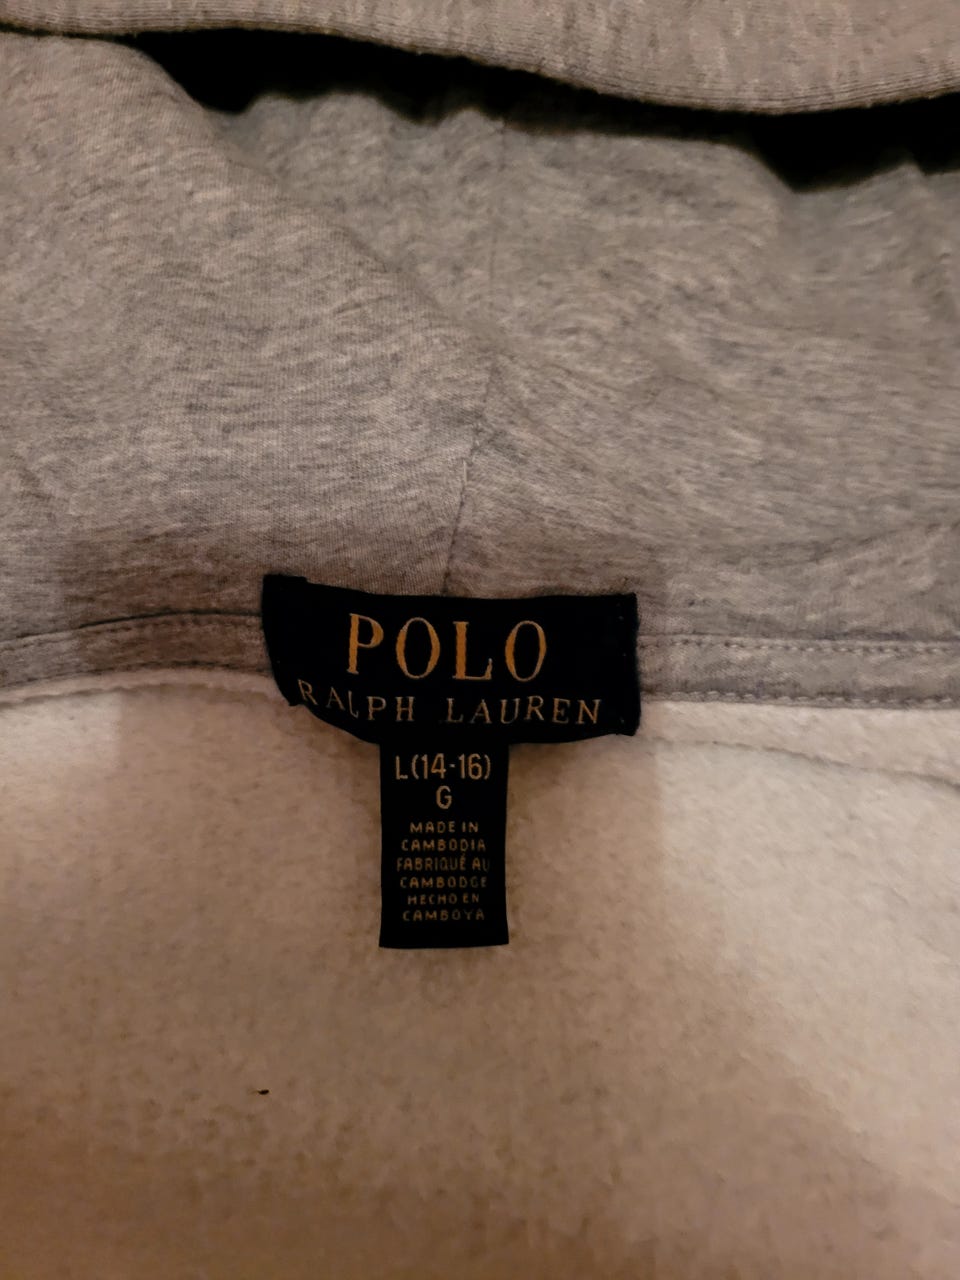 POLO
RALPH LAUREN
L(14-16)
G
MADE IN
CAMBODIA
FABRIQUÉ AU
CAMBODGE
HECHO EN
CAMBOYA